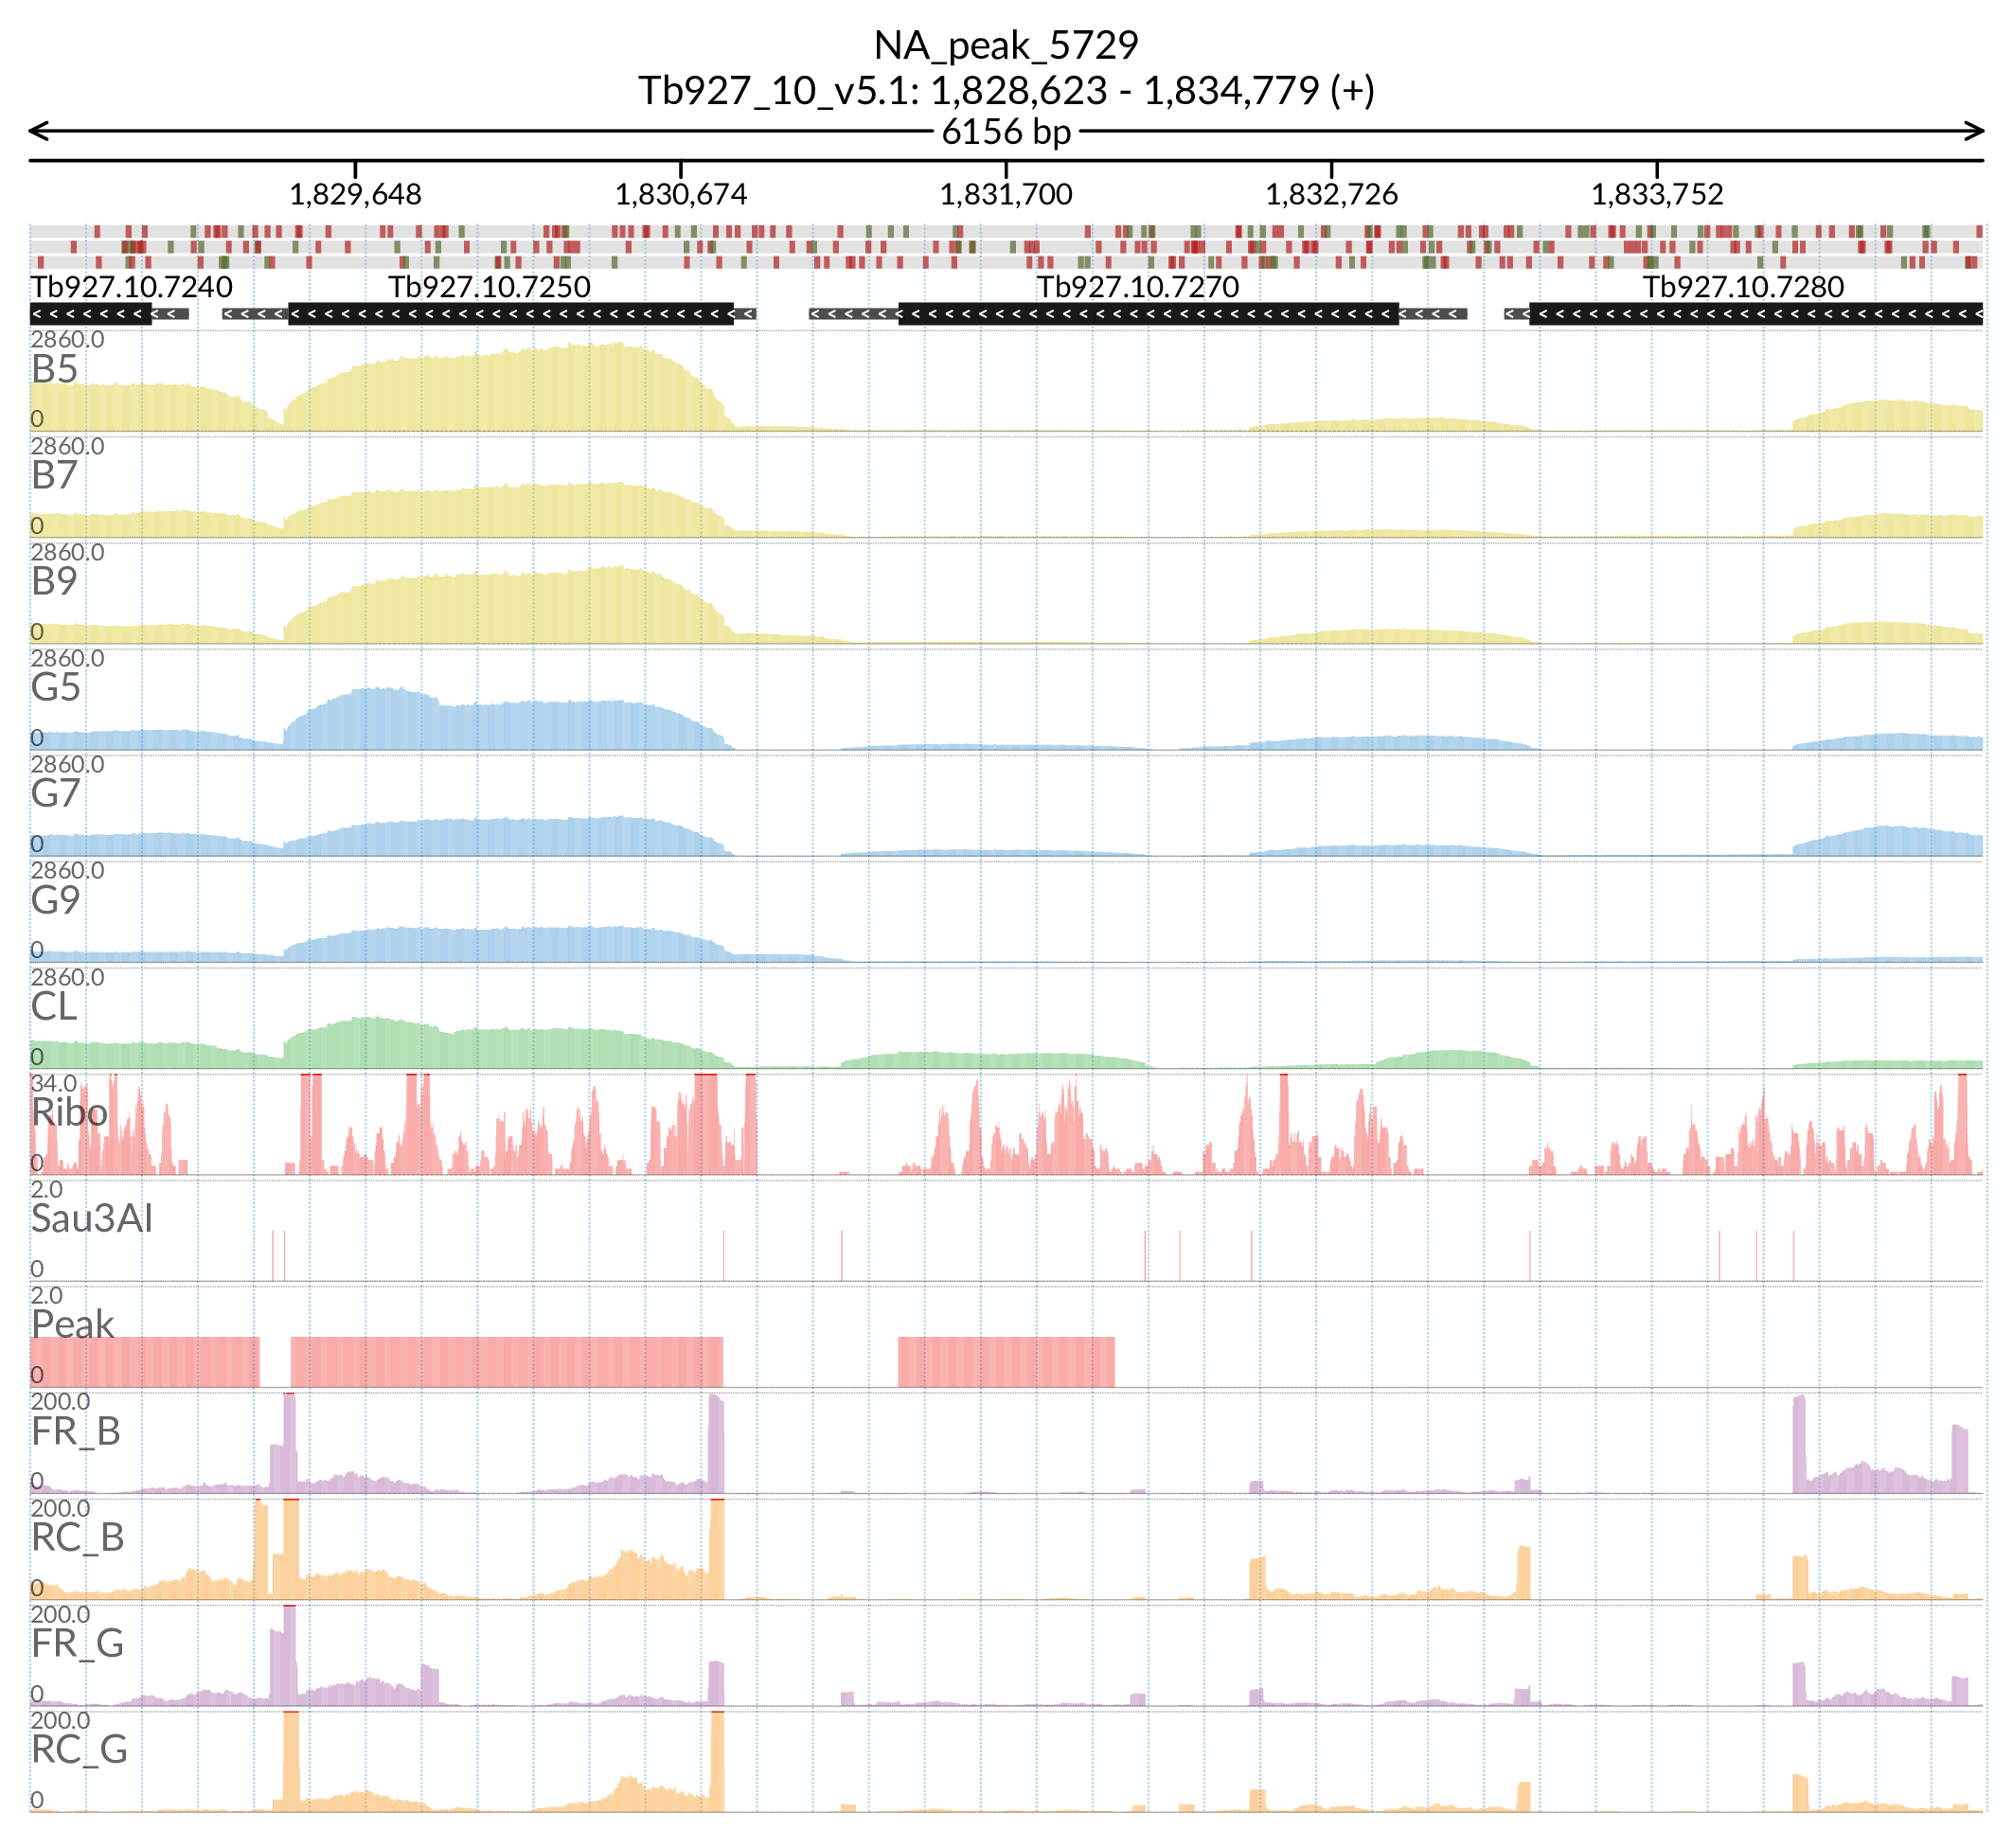 NA_peak_5729
Tb927_10_v5.1: 1,828,623 - 1,834,779 (+)
6156 bp
1,829,648 1,830,674 1,831,700 1,832,726 1,833,752
Tb927.10.7240 Tb927.10.7250 Tb927.10.7270 Tb927.10.7280
2860.0
B5
0
2860.0
B7
0
2860.0
B9
0
2860.0
G5
0
2860.0
G7
0
2860.0
G9
0
2860.0
CL
0
34.0
Ribo
0
2.0
Sau3AI
0
2.0
Peak
0
200.0
FR_B
0
200.0
RC_B
0
200.0
FR_G
0
200.0
RC_G
0